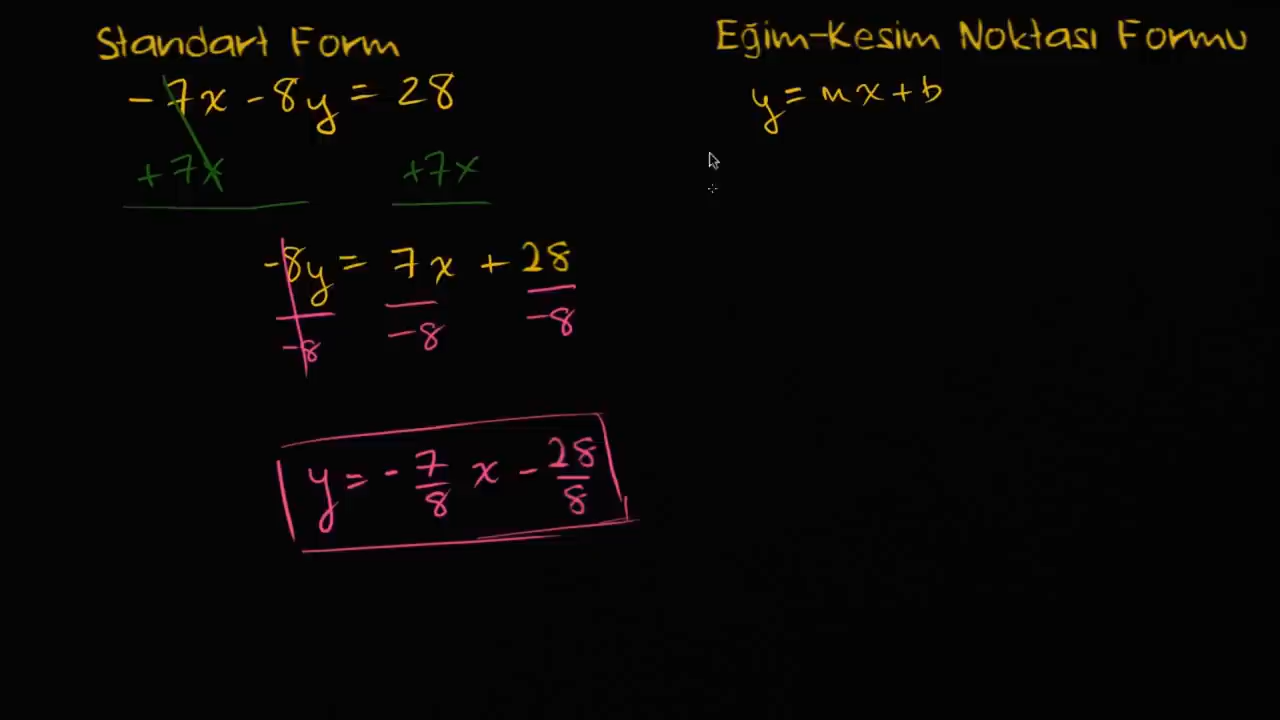 Standart Form
-7x - 8y = 28
+7x +7x
-8y = 7x + 28
-8 -8 -8
y = - 7/8 x - 28/8
Eğim-Kesim Noktası Formu
y = mx + b